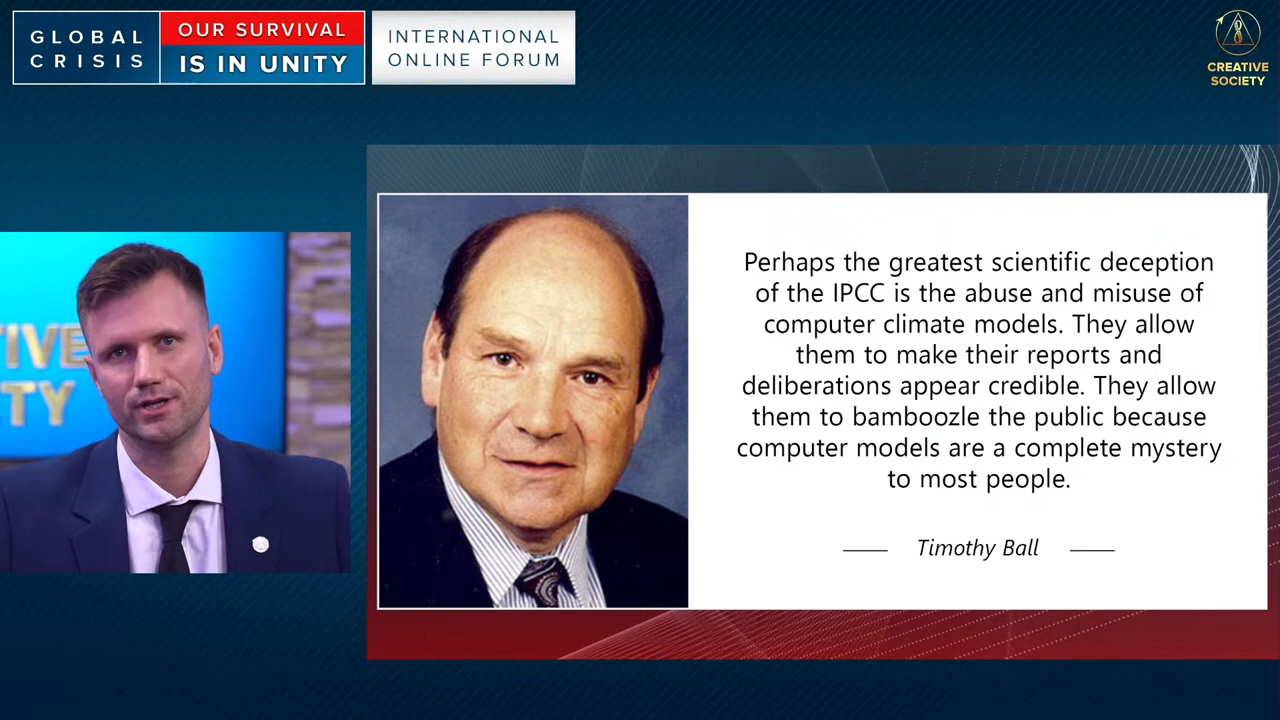 GLOBAL
CRISIS
OUR SURVIVAL
IS IN UNITY
INTERNATIONAL
ONLINE FORUM
CREATIVE
SOCIETY
TIVE
TY
Perhaps the greatest scientific deception
of the IPCC is the abuse and misuse of
computer climate models. They allow
them to make their reports and
deliberations appear credible. They allow
them to bamboozle the public because
computer models are a complete mystery
to most people.
Timothy Ball